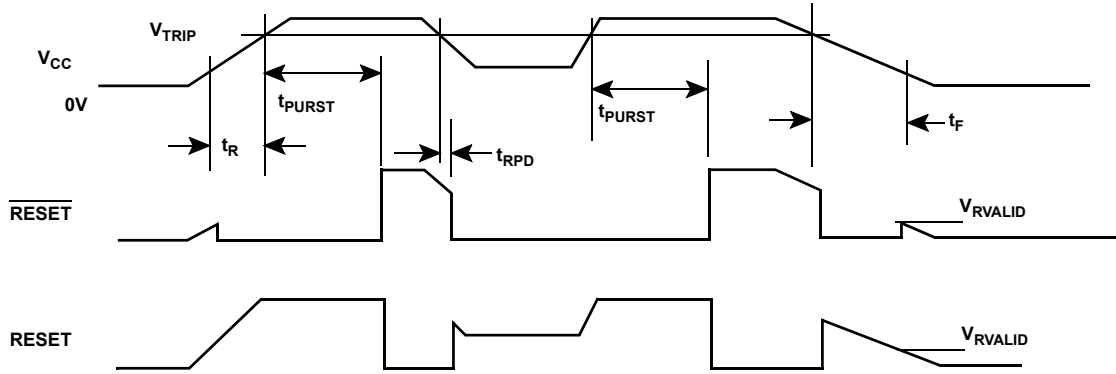 VTRIP
VCC
0V
tPURST
tPURST
tR
tRPD
tF
RESET
VRVALID
RESET
VRVALID